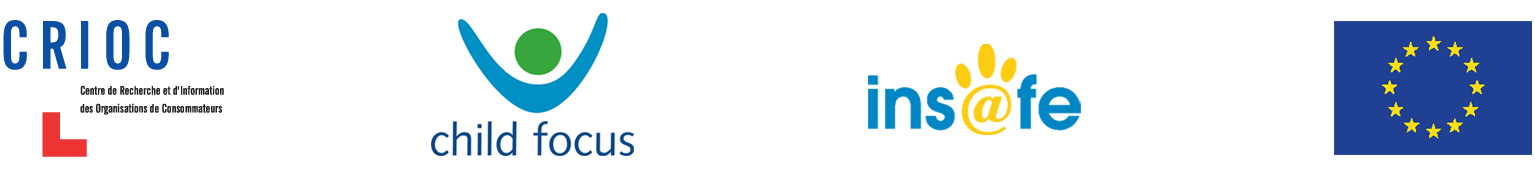 CRIOC
Centre de Recherche et d'Information
des Organisations de Consommateurs
child focus
ins@fe